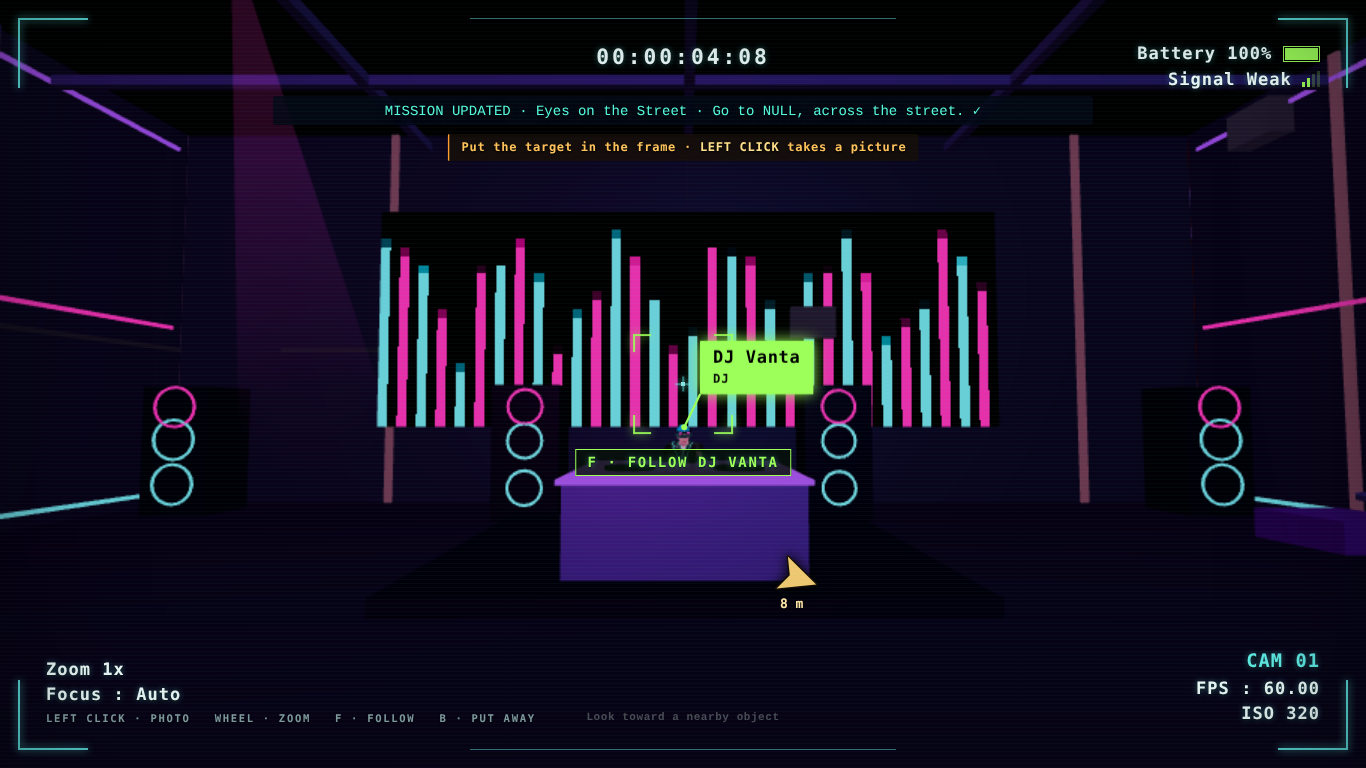 00:00:04:08
Battery 100%
Signal Weak
MISSION UPDATED · Eyes on the Street · Go to NULL, across the street. ✓
Put the target in the frame · LEFT CLICK takes a picture
DJ Vanta
DJ
F · FOLLOW DJ VANTA
8 m
Zoom 1x
Focus : Auto
LEFT CLICK · PHOTO WHEEL · ZOOM F · FOLLOW B · PUT AWAY
Look toward a nearby object
CAM 01
FPS : 60.00
ISO 320